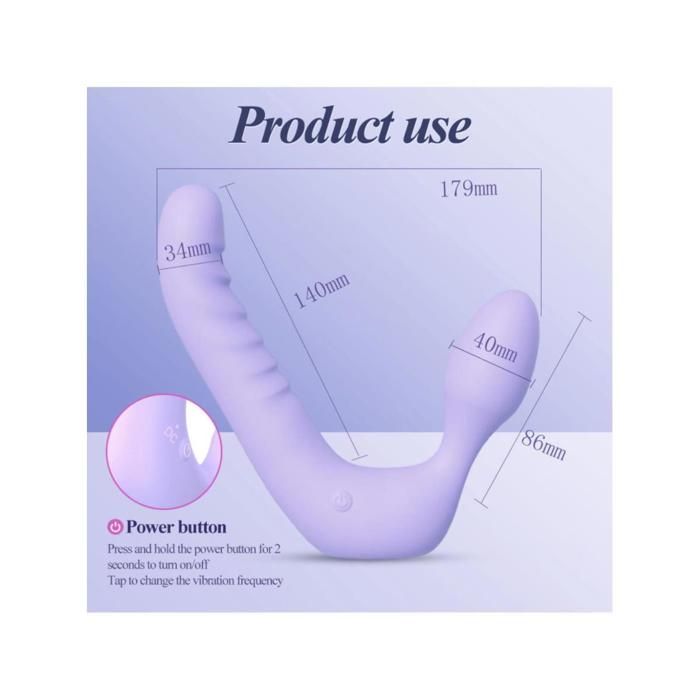 Product use
179mm
34mm
140mm
40mm
86mm
DC
Power button
Press and hold the power button for 2
seconds to turn on/off
Tap to change the vibration frequency